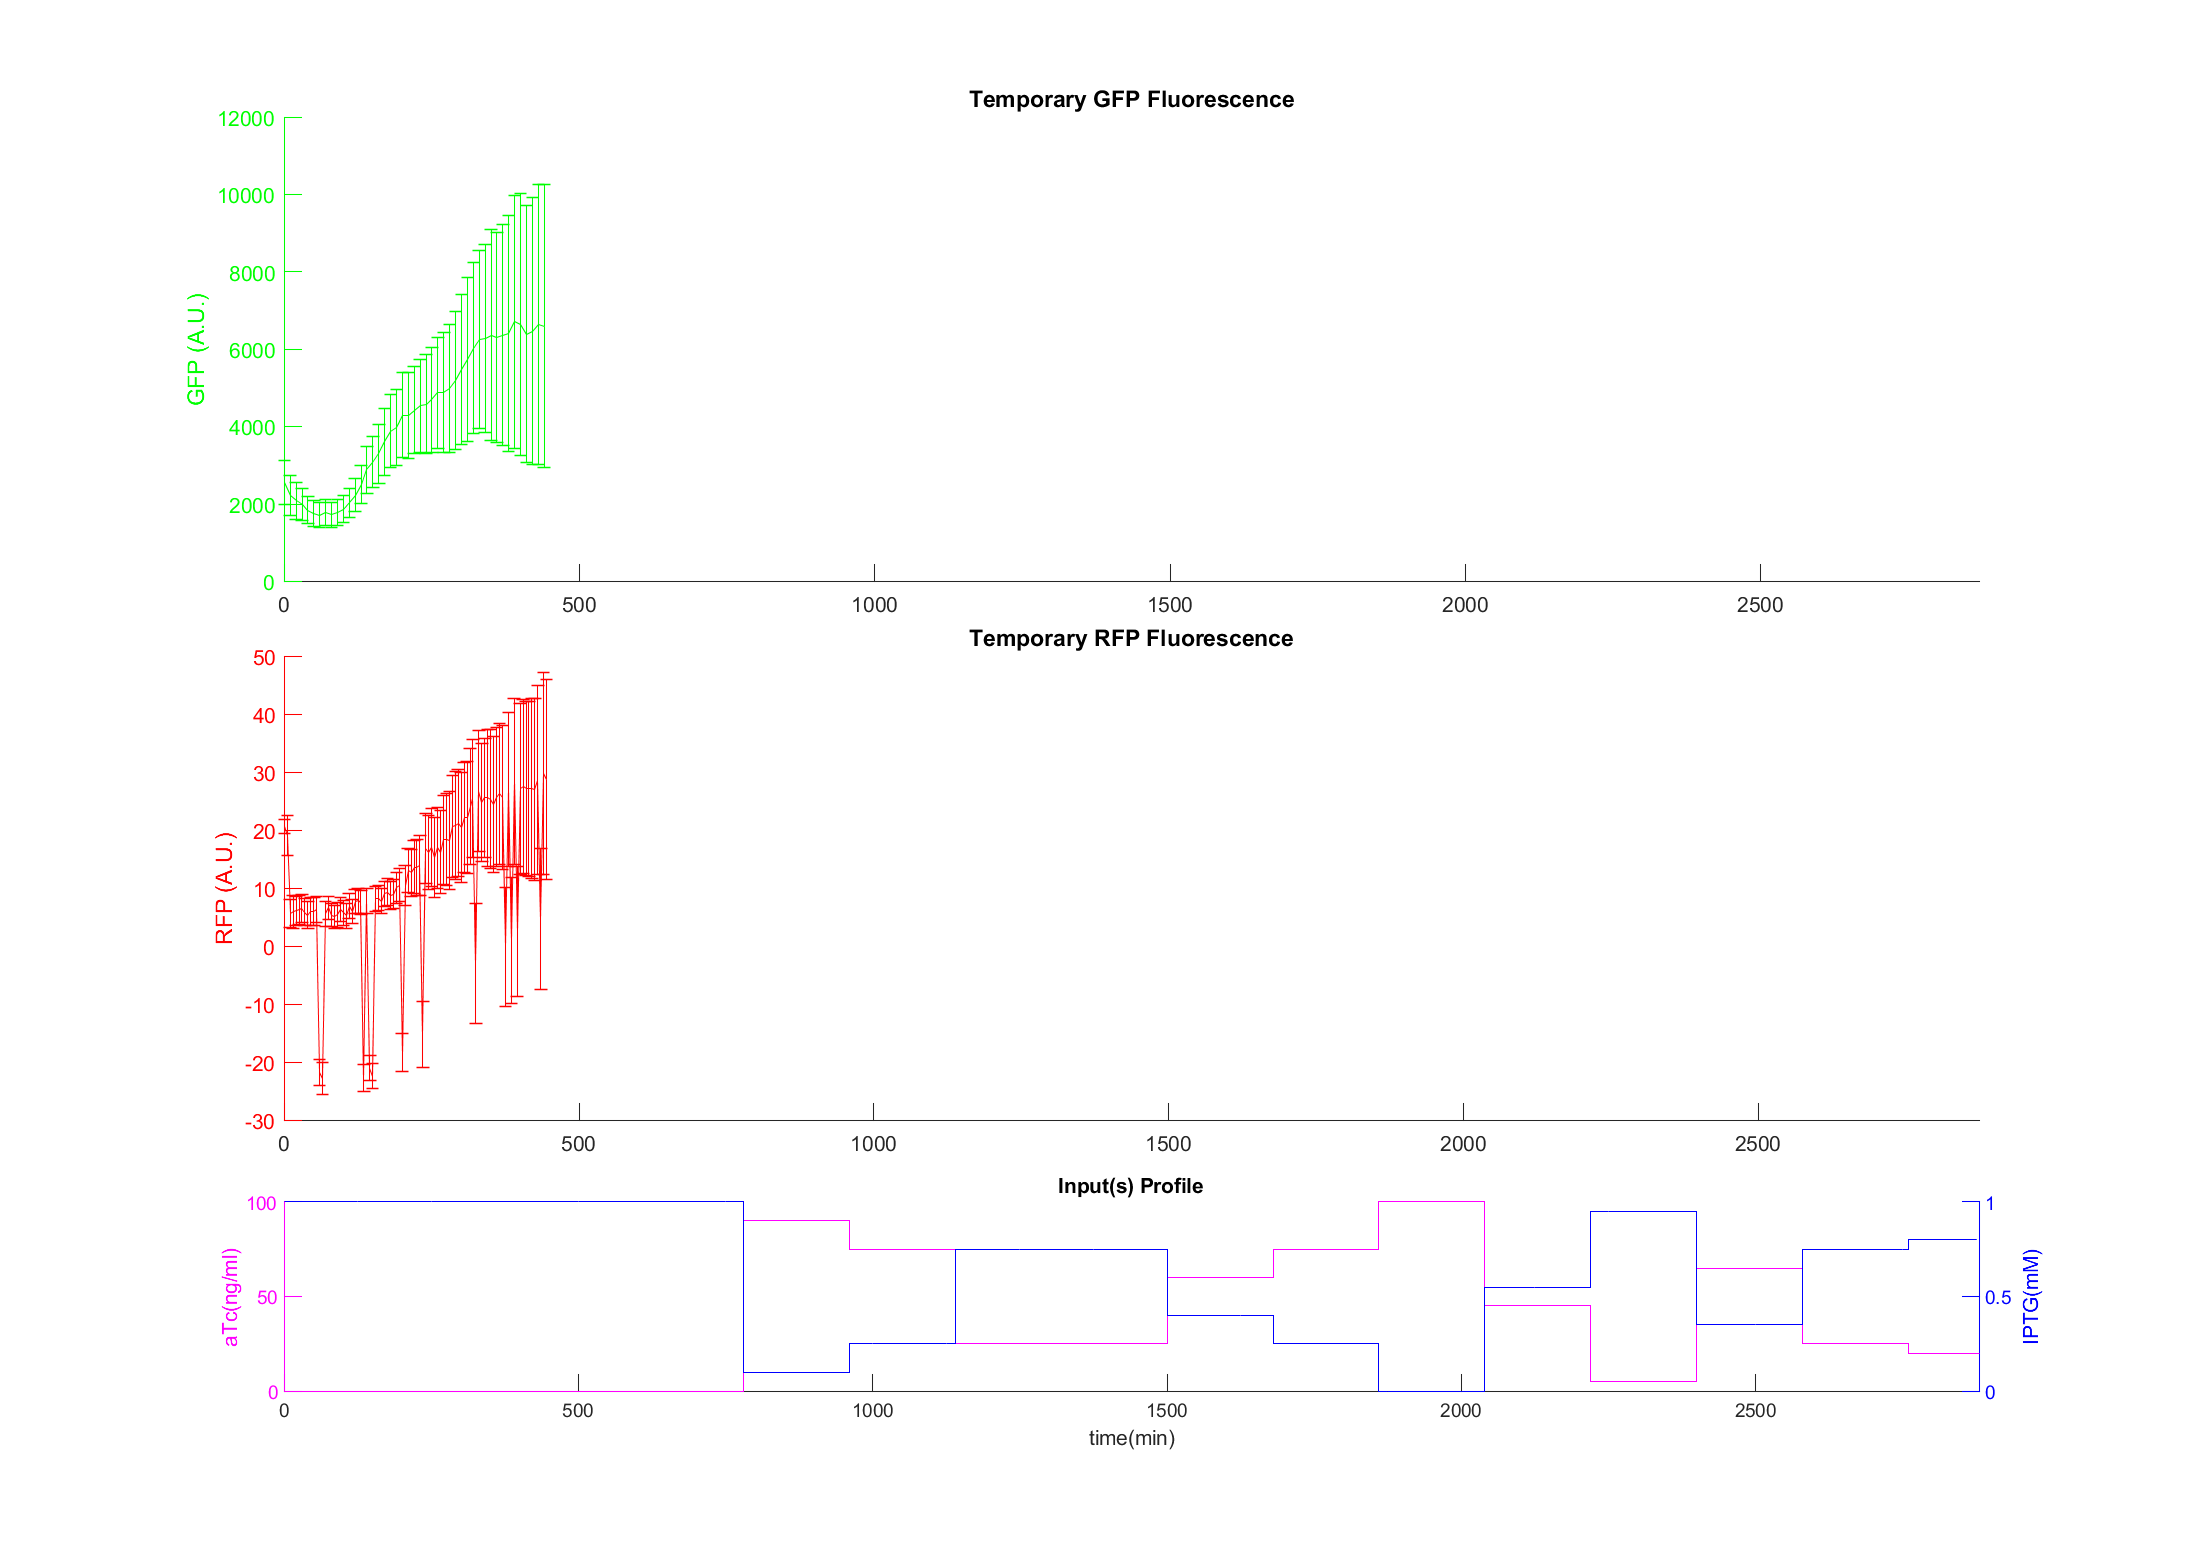 Temporary GFP Fluorescence
12000
10000
8000
6000
4000
2000
0
GFP (A.U.)
0 500 1000 1500 2000 2500
Temporary RFP Fluorescence
50
40
30
20
10
0
-10
-20
-30
RFP (A.U.)
0 500 1000 1500 2000 2500
Input(s) Profile
100
50
0
aTc(ng/ml)
1
0.5
0
IPTG(mM)
0 500 1000 1500 2000 2500
time(min)